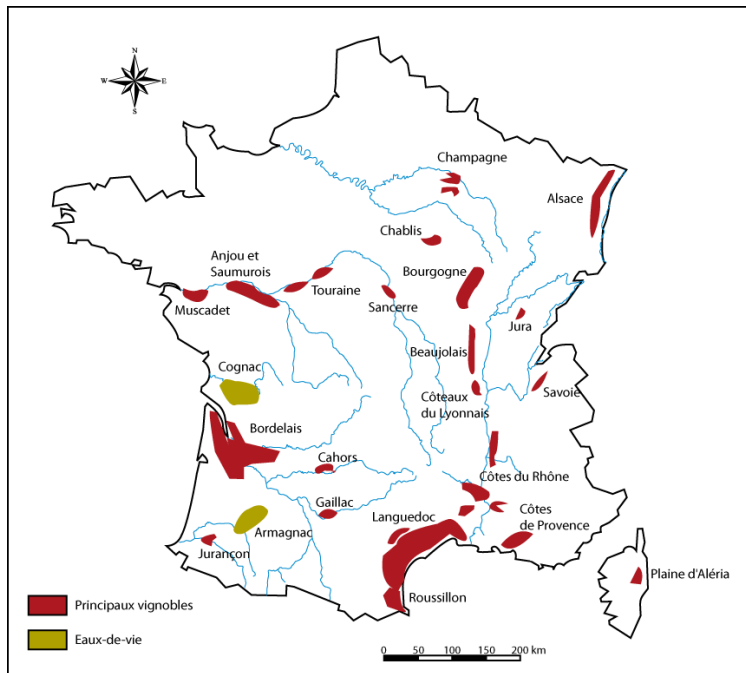 N
W
E
S
Champagne
Alsace
Chablis
Anjou et
Saumurois
Bourgogne
Touraine
Muscadet
Sancerre
Jura
Beaujolais
Cognac
Côteaux
du Lyonnais
Savoie
Bordelais
Cahors
Côtes du Rhône
Gaillac
Languedoc
Côtes
de Provence
Armagnac
Jurançon
Plaine d'Aléria
Roussillon
Principaux vignobles
Eaux-de-vie
0 50 100 150 200 km